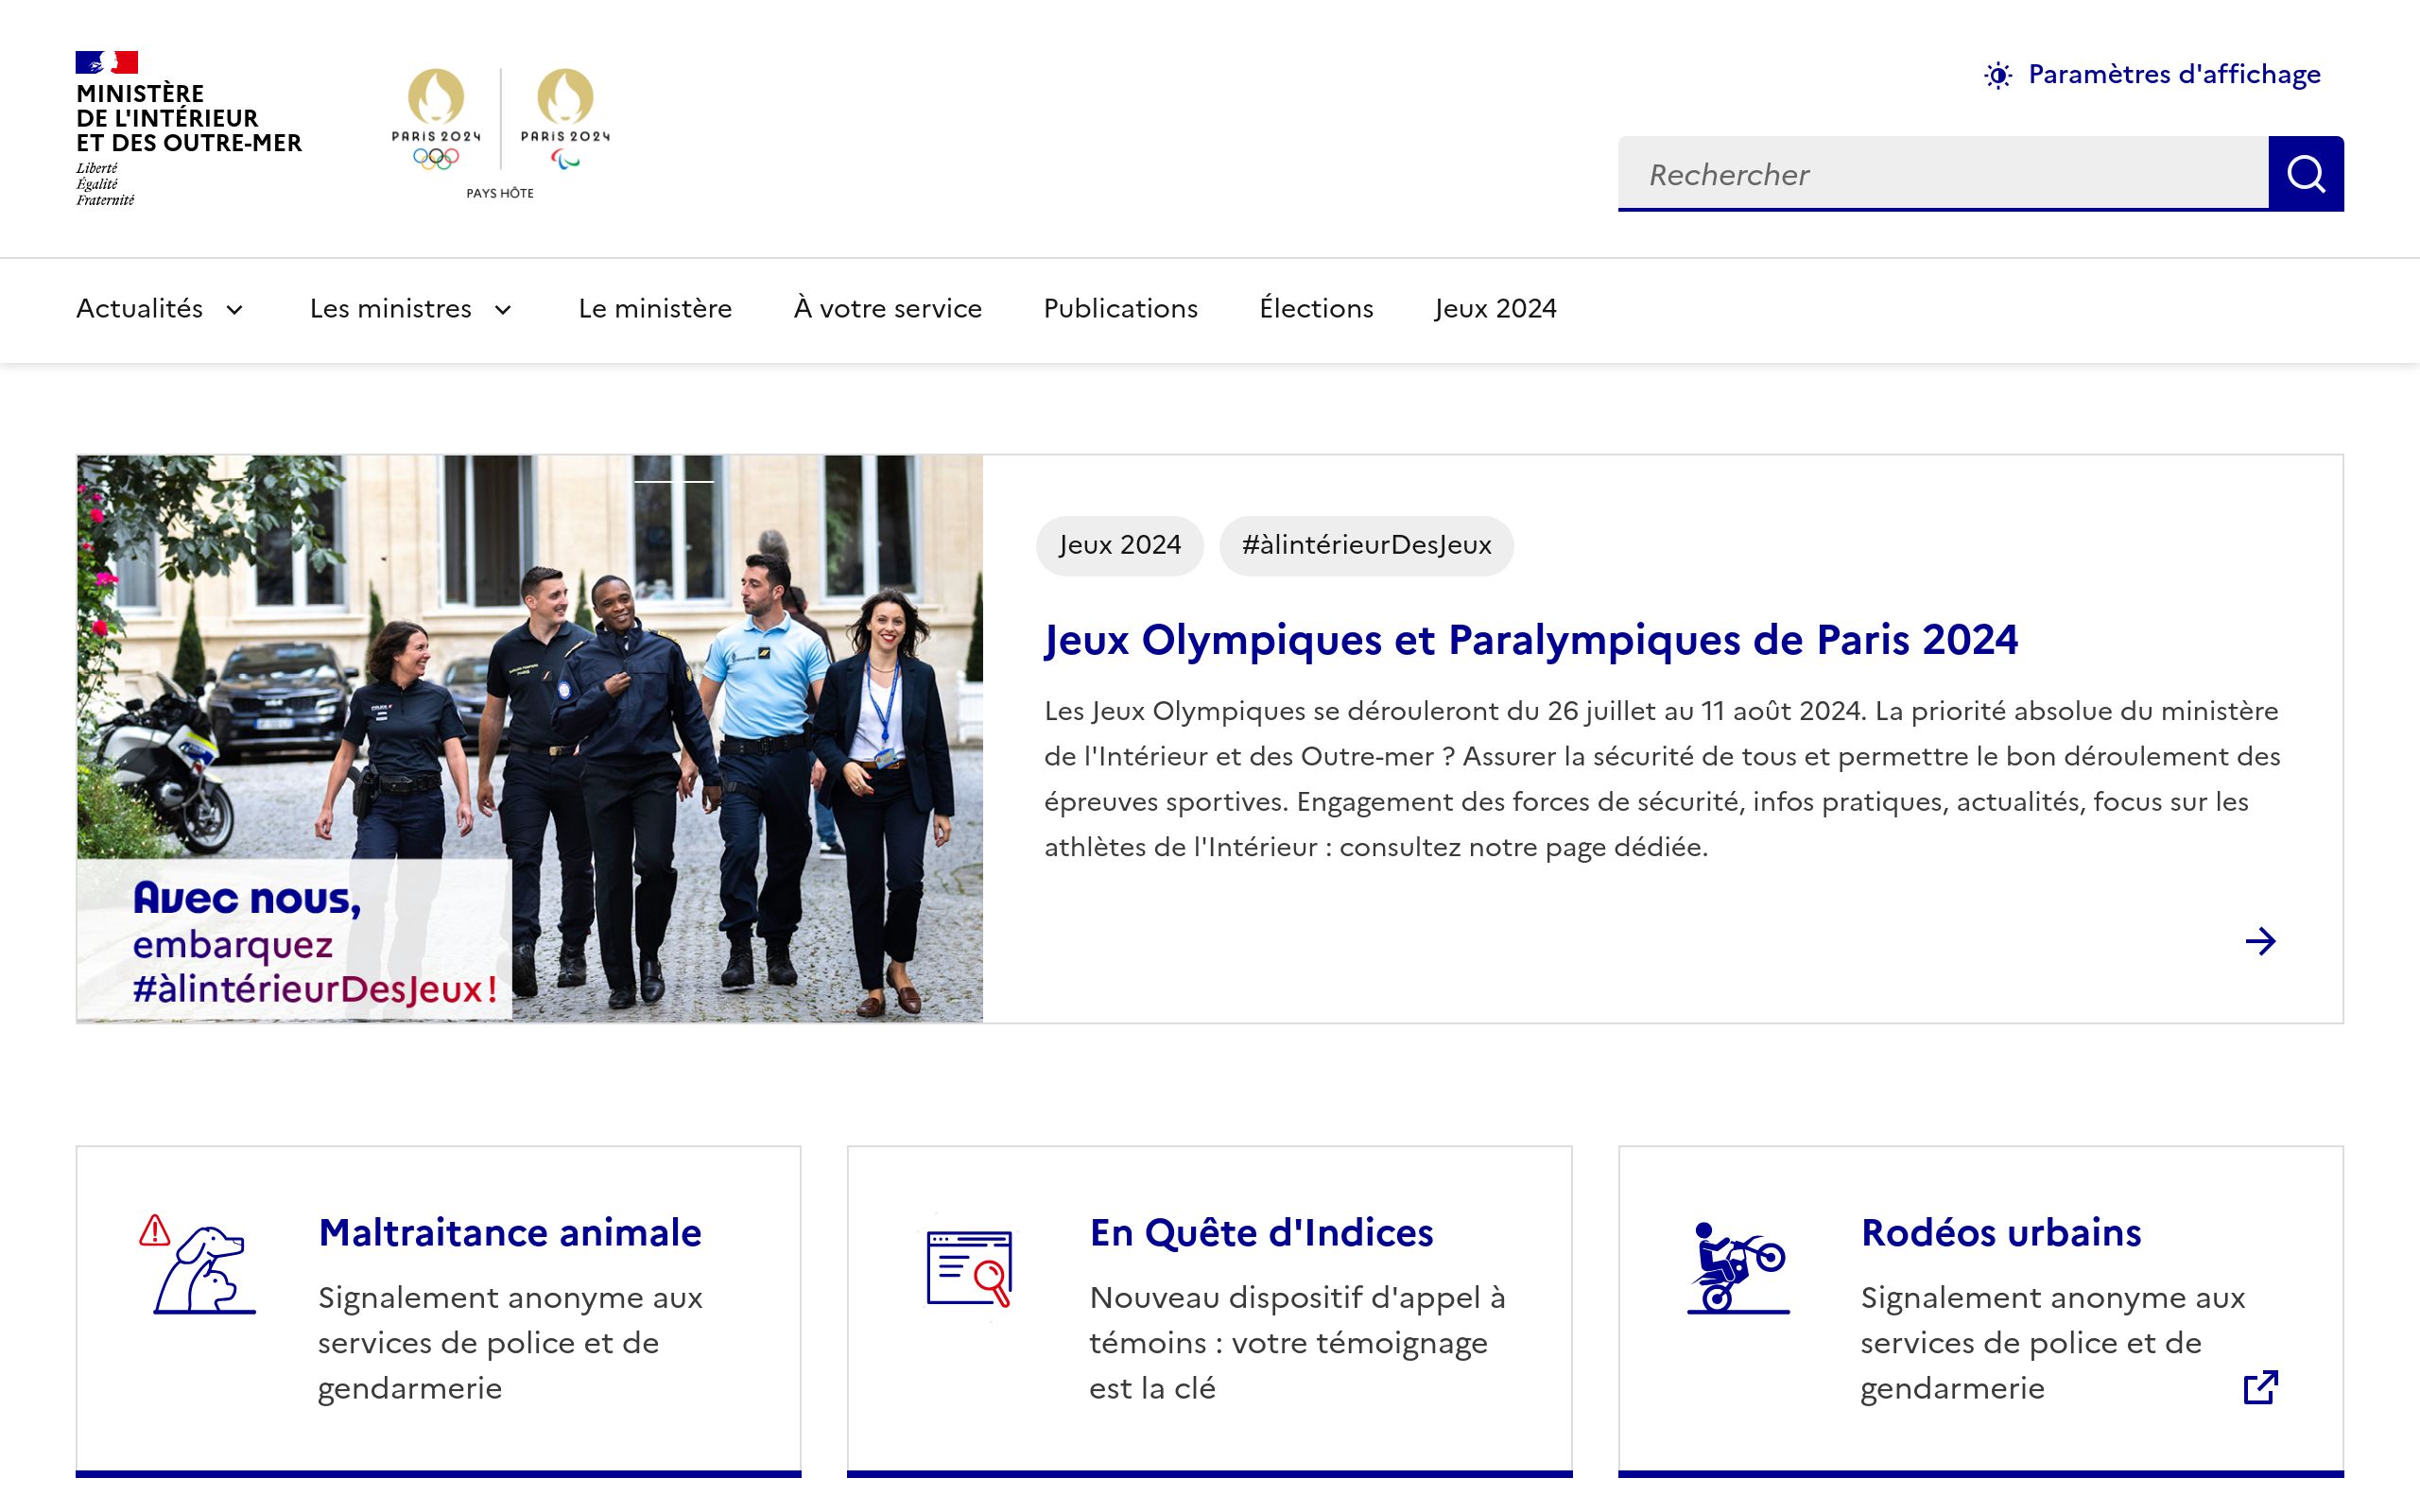 MINISTÈRE
DE L'INTÉRIEUR
ET DES OUTRE-MER
Liberté
Égalité
Fraternité
PARIS 2024 PARIS 2024
PAYS HÔTE
Paramètres d'affichage
Rechercher
Actualités Les ministres Le ministère À votre service Publications Élections Jeux 2024
Avec nous,
embarquez
#àlintérieurDesJeux !
Jeux 2024 #àlintérieurDesJeux
Jeux Olympiques et Paralympiques de Paris 2024
Les Jeux Olympiques se dérouleront du 26 juillet au 11 août 2024. La priorité absolue du ministère
de l'Intérieur et des Outre-mer ? Assurer la sécurité de tous et permettre le bon déroulement des
épreuves sportives. Engagement des forces de sécurité, infos pratiques, actualités, focus sur les
athlètes de l'Intérieur : consultez notre page dédiée.
Maltraitance animale
Signalement anonyme aux
services de police et de
gendarmerie
En Quête d'Indices
Nouveau dispositif d'appel à
témoins : votre témoignage
est la clé
Rodéos urbains
Signalement anonyme aux
services de police et de
gendarmerie